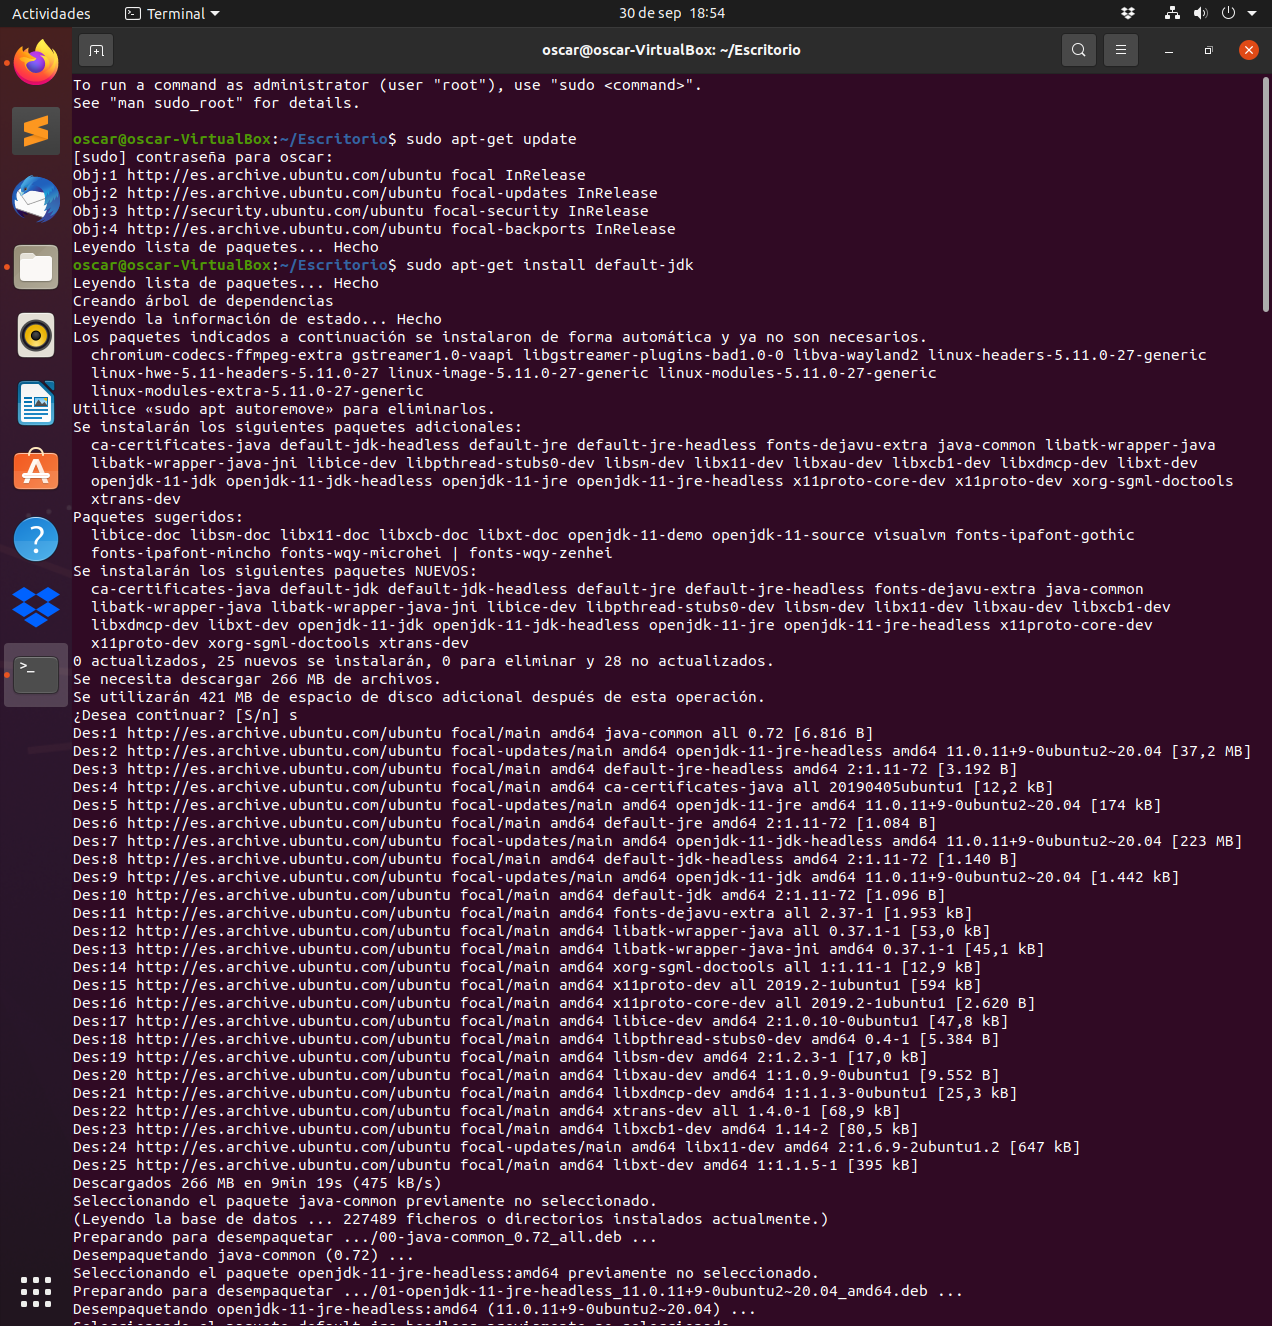 Actividades
Terminal
30 de sep 18:54
oscar@oscar-VirtualBox: ~/Escritorio
To run a command as administrator (user "root"), use "sudo <command>".
See "man sudo_root" for details.
oscar@oscar-VirtualBox:~/Escritorio$ sudo apt-get update
[sudo] contraseña para oscar:
Obj:1 http://es.archive.ubuntu.com/ubuntu focal InRelease
Obj:2 http://es.archive.ubuntu.com/ubuntu focal-updates InRelease
Obj:3 http://security.ubuntu.com/ubuntu focal-security InRelease
Obj:4 http://es.archive.ubuntu.com/ubuntu focal-backports InRelease
Leyendo lista de paquetes... Hecho
oscar@oscar-VirtualBox:~/Escritorio$ sudo apt-get install default-jdk
Leyendo lista de paquetes... Hecho
Creando árbol de dependencias
Leyendo la información de estado... Hecho
Los paquetes indicados a continuación se instalaron de forma automática y ya no son necesarios.
chromium-codecs-ffmpeg-extra gstreamer1.0-vaapi libgstreamer-plugins-bad1.0-0 libva-wayland2 linux-headers-5.11.0-27-generic
linux-hwe-5.11-headers-5.11.0-27 linux-image-5.11.0-27-generic linux-modules-5.11.0-27-generic
linux-modules-extra-5.11.0-27-generic
Utilice «sudo apt autoremove» para eliminarlos.
Se instalarán los siguientes paquetes adicionales:
ca-certificates-java default-jdk-headless default-jre default-jre-headless fonts-dejavu-extra java-common libatk-wrapper-java
libatk-wrapper-java-jni libice-dev libpthread-stubs0-dev libsm-dev libx11-dev libxau-dev libxcb1-dev libxdmcp-dev libxt-dev
openjdk-11-jdk openjdk-11-jdk-headless openjdk-11-jre openjdk-11-jre-headless x11proto-core-dev x11proto-dev xorg-sgml-doctools
xtrans-dev
Paquetes sugeridos:
libice-doc libsm-doc libx11-doc libxcb-doc libxt-doc openjdk-11-demo openjdk-11-source visualvm fonts-ipafont-gothic
fonts-ipafont-mincho fonts-wqy-microhei | fonts-wqy-zenhei
Se instalarán los siguientes paquetes NUEVOS:
ca-certificates-java default-jdk default-jdk-headless default-jre default-jre-headless fonts-dejavu-extra java-common
libatk-wrapper-java libatk-wrapper-java-jni libice-dev libpthread-stubs0-dev libsm-dev libx11-dev libxau-dev libxcb1-dev
libxdmcp-dev libxt-dev openjdk-11-jdk openjdk-11-jdk-headless openjdk-11-jre openjdk-11-jre-headless x11proto-core-dev
x11proto-dev xorg-sgml-doctools xtrans-dev
0 actualizados, 25 nuevos se instalarán, 0 para eliminar y 28 no actualizados.
Se necesita descargar 266 MB de archivos.
Se utilizarán 421 MB de espacio de disco adicional después de esta operación.
¿Desea continuar? [S/n] s
Des:1 http://es.archive.ubuntu.com/ubuntu focal/main amd64 java-common all 0.72 [6.816 B]
Des:2 http://es.archive.ubuntu.com/ubuntu focal-updates/main amd64 openjdk-11-jre-headless amd64 11.0.11+9-0ubuntu2~20.04 [37,2 MB]
Des:3 http://es.archive.ubuntu.com/ubuntu focal/main amd64 default-jre-headless amd64 2:1.11-72 [3.192 B]
Des:4 http://es.archive.ubuntu.com/ubuntu focal/main amd64 ca-certificates-java all 20190405ubuntu1 [12,2 kB]
Des:5 http://es.archive.ubuntu.com/ubuntu focal-updates/main amd64 openjdk-11-jre amd64 11.0.11+9-0ubuntu2~20.04 [174 kB]
Des:6 http://es.archive.ubuntu.com/ubuntu focal/main amd64 default-jre amd64 2:1.11-72 [1.084 B]
Des:7 http://es.archive.ubuntu.com/ubuntu focal-updates/main amd64 openjdk-11-jdk-headless amd64 11.0.11+9-0ubuntu2~20.04 [223 MB]
Des:8 http://es.archive.ubuntu.com/ubuntu focal/main amd64 default-jdk-headless amd64 2:1.11-72 [1.140 B]
Des:9 http://es.archive.ubuntu.com/ubuntu focal-updates/main amd64 openjdk-11-jdk amd64 11.0.11+9-0ubuntu2~20.04 [1.442 kB]
Des:10 http://es.archive.ubuntu.com/ubuntu focal/main amd64 default-jdk amd64 2:1.11-72 [1.096 B]
Des:11 http://es.archive.ubuntu.com/ubuntu focal/main amd64 fonts-dejavu-extra all 2.37-1 [1.953 kB]
Des:12 http://es.archive.ubuntu.com/ubuntu focal/main amd64 libatk-wrapper-java all 0.37.1-1 [53,0 kB]
Des:13 http://es.archive.ubuntu.com/ubuntu focal/main amd64 libatk-wrapper-java-jni amd64 0.37.1-1 [45,1 kB]
Des:14 http://es.archive.ubuntu.com/ubuntu focal/main amd64 xorg-sgml-doctools all 1:1.11-1 [12,9 kB]
Des:15 http://es.archive.ubuntu.com/ubuntu focal/main amd64 x11proto-dev all 2019.2-1ubuntu1 [594 kB]
Des:16 http://es.archive.ubuntu.com/ubuntu focal/main amd64 x11proto-core-dev all 2019.2-1ubuntu1 [2.620 B]
Des:17 http://es.archive.ubuntu.com/ubuntu focal/main amd64 libice-dev amd64 2:1.0.10-0ubuntu1 [47,8 kB]
Des:18 http://es.archive.ubuntu.com/ubuntu focal/main amd64 libpthread-stubs0-dev amd64 0.4-1 [5.384 B]
Des:19 http://es.archive.ubuntu.com/ubuntu focal/main amd64 libsm-dev amd64 2:1.2.3-1 [17,0 kB]
Des:20 http://es.archive.ubuntu.com/ubuntu focal/main amd64 libxau-dev amd64 1:1.0.9-0ubuntu1 [9.552 B]
Des:21 http://es.archive.ubuntu.com/ubuntu focal/main amd64 libxdmcp-dev amd64 1:1.1.3-0ubuntu1 [25,3 kB]
Des:22 http://es.archive.ubuntu.com/ubuntu focal/main amd64 xtrans-dev all 1.4.0-1 [68,9 kB]
Des:23 http://es.archive.ubuntu.com/ubuntu focal/main amd64 libxcb1-dev amd64 1.14-2 [80,5 kB]
Des:24 http://es.archive.ubuntu.com/ubuntu focal-updates/main amd64 libx11-dev amd64 2:1.6.9-2ubuntu1.2 [647 kB]
Des:25 http://es.archive.ubuntu.com/ubuntu focal/main amd64 libxt-dev amd64 1:1.1.5-1 [395 kB]
Descargados 266 MB en 9min 19s (475 kB/s)
Seleccionando el paquete java-common previamente no seleccionado.
(Leyendo la base de datos ... 227489 ficheros o directorios instalados actualmente.)
Preparando para desempaquetar .../00-java-common_0.72_all.deb ...
Desempaquetando java-common (0.72) ...
Seleccionando el paquete openjdk-11-jre-headless:amd64 previamente no seleccionado.
Preparando para desempaquetar .../01-openjdk-11-jre-headless_11.0.11+9-0ubuntu2~20.04_amd64.deb ...
Desempaquetando openjdk-11-jre-headless:amd64 (11.0.11+9-0ubuntu2~20.04) ...